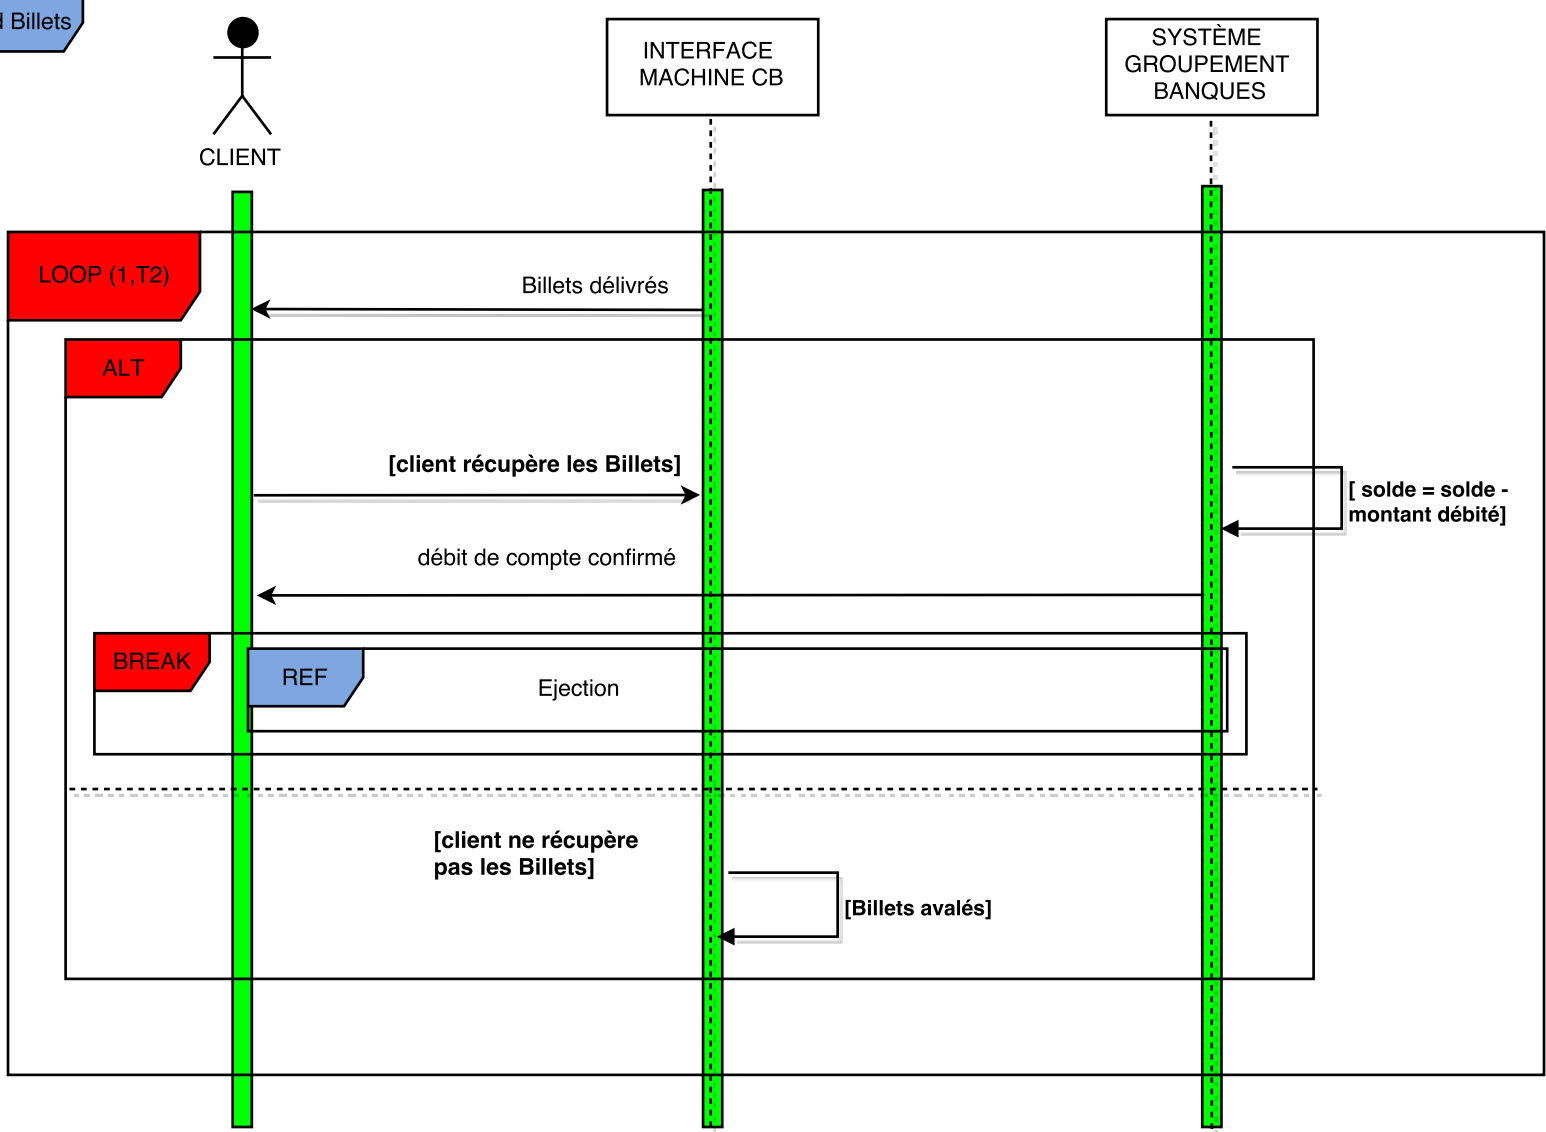 d Billets
CLIENT
INTERFACE
MACHINE CB
SYSTÈME
GROUPEMENT
BANQUES
LOOP (1,T2)
Billets délivrés
ALT
[client récupère les Billets]
[ solde = solde -
montant débité]
débit de compte confirmé
BREAK
REF
Ejection
[client ne récupère
pas les Billets]
[Billets avalés]